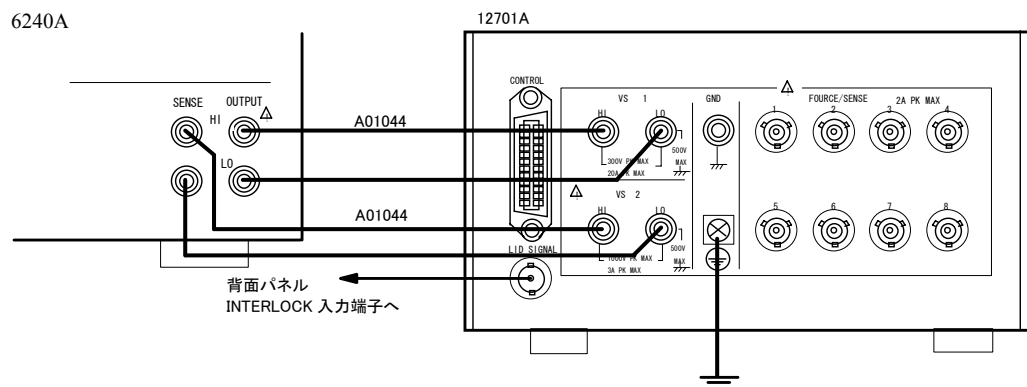 6240A
12701A
SENSE OUTPUT
HI
LO
A01044
A01044
背面パネル
INTERLOCK 入力端子へ
CONTROL
LID SIGNAL
VS 1
HI LO
300V PK MAX
20A PK MAX
500V
MAX
VS 2
HI LO
1000V PK MAX
3A PK MAX
500V
MAX
GND
FOURCE/SENSE 2A PK MAX
1 2 3 4
5 6 7 8